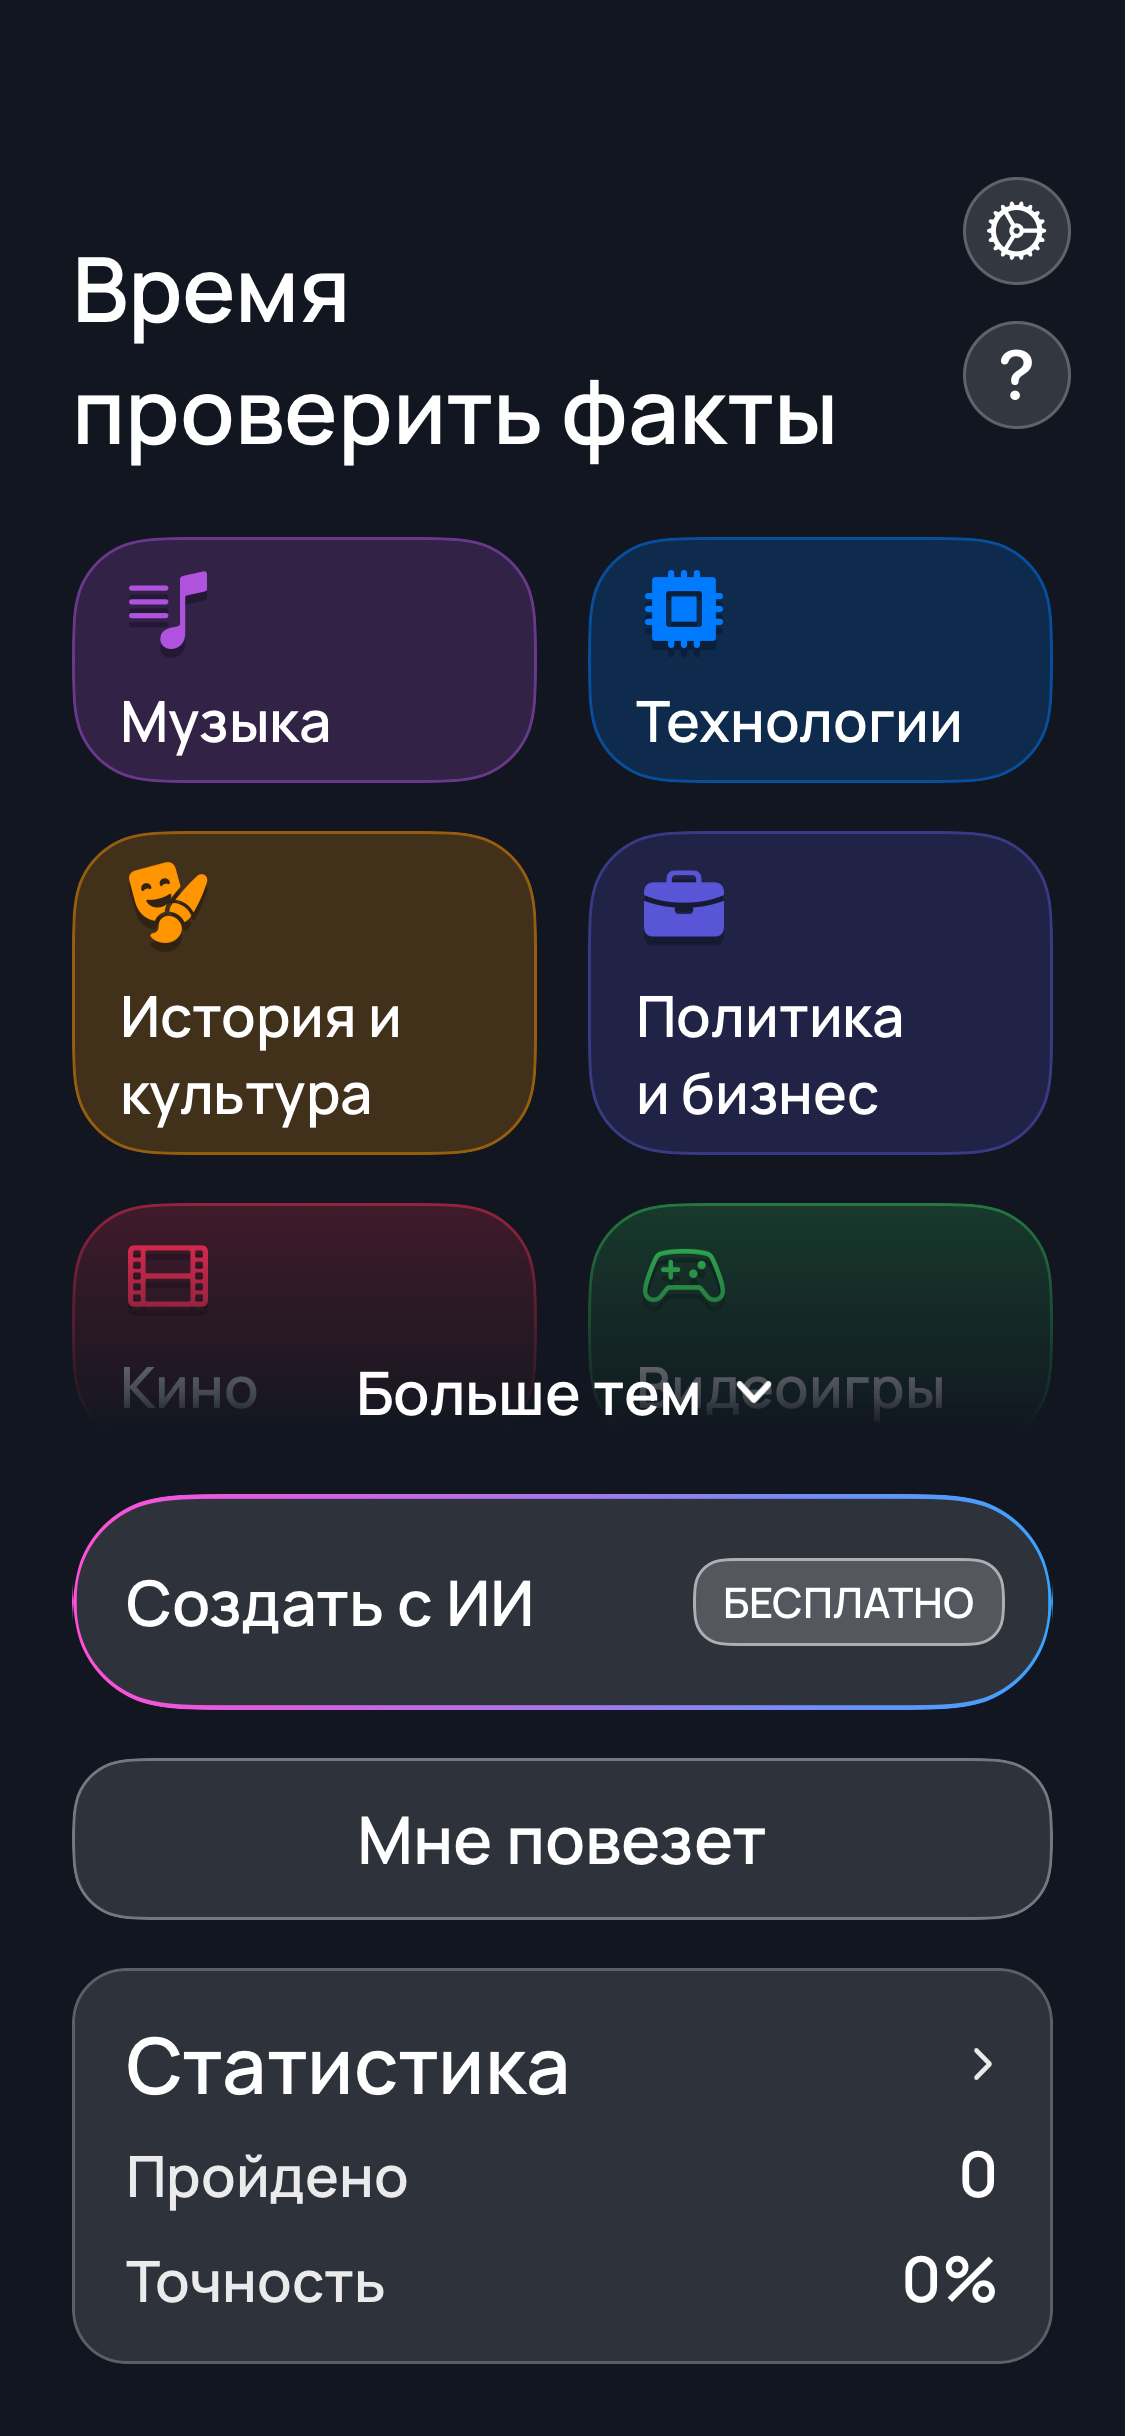 Время
проверить факты
?
Музыка
Технологии
История и
культура
Политика
и бизнес
Кино
Видеоигры
Больше тем
Создать с ИИ
БЕСПЛАТНО
Мне повезет
Статистика
Пройдено
0
Точность
0%